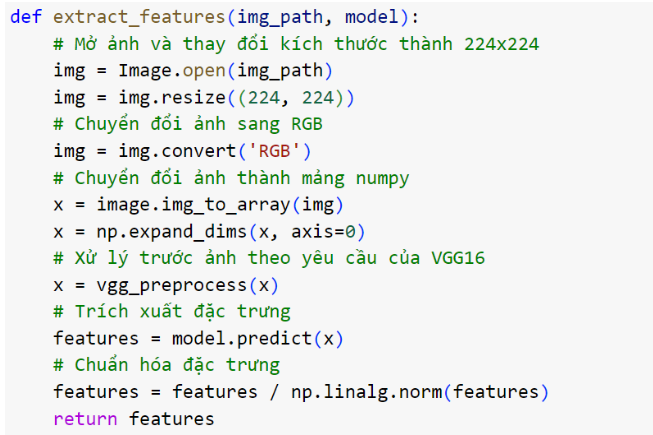 def extract_features(img_path, model):
    # Mở ảnh và thay đổi kích thước thành 224x224
    img = Image.open(img_path)
    img = img.resize((224, 224))
    # Chuyển đổi ảnh sang RGB
    img = img.convert('RGB')
    # Chuyển đổi ảnh thành mảng numpy
    x = image.img_to_array(img)
    x = np.expand_dims(x, axis=0)
    # Xử lý trước ảnh theo yêu cầu của VGG16
    x = vgg_preprocess(x)
    # Trích xuất đặc trưng
    features = model.predict(x)
    # Chuẩn hóa đặc trưng
    features = features / np.linalg.norm(features)
    return features